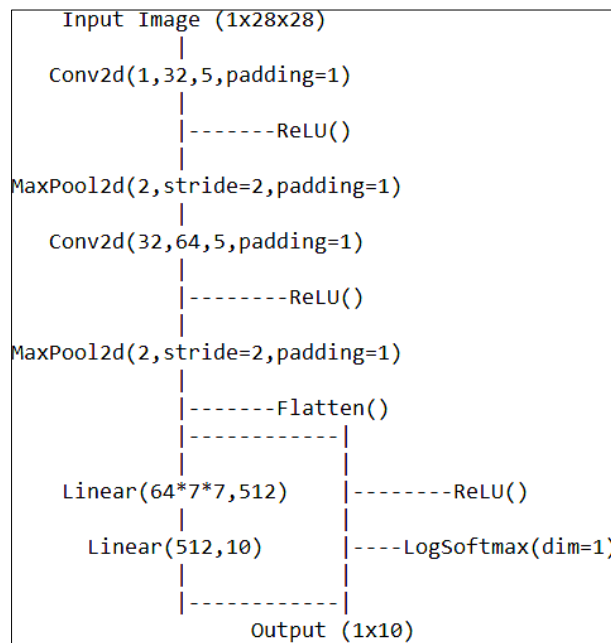 Input Image (1x28x28)
|
Conv2d(1,32,5,padding=1)
|
|-------ReLU()
|
MaxPool2d(2,stride=2,padding=1)
|
Conv2d(32,64,5,padding=1)
|
|--------ReLU()
|
MaxPool2d(2,stride=2,padding=1)
|
|-------Flatten()
|------------|
| |
Linear(64*7*7,512) |--------ReLU()
| |
Linear(512,10) |----LogSoftmax(dim=1)
| |
|------------|
Output (1x10)